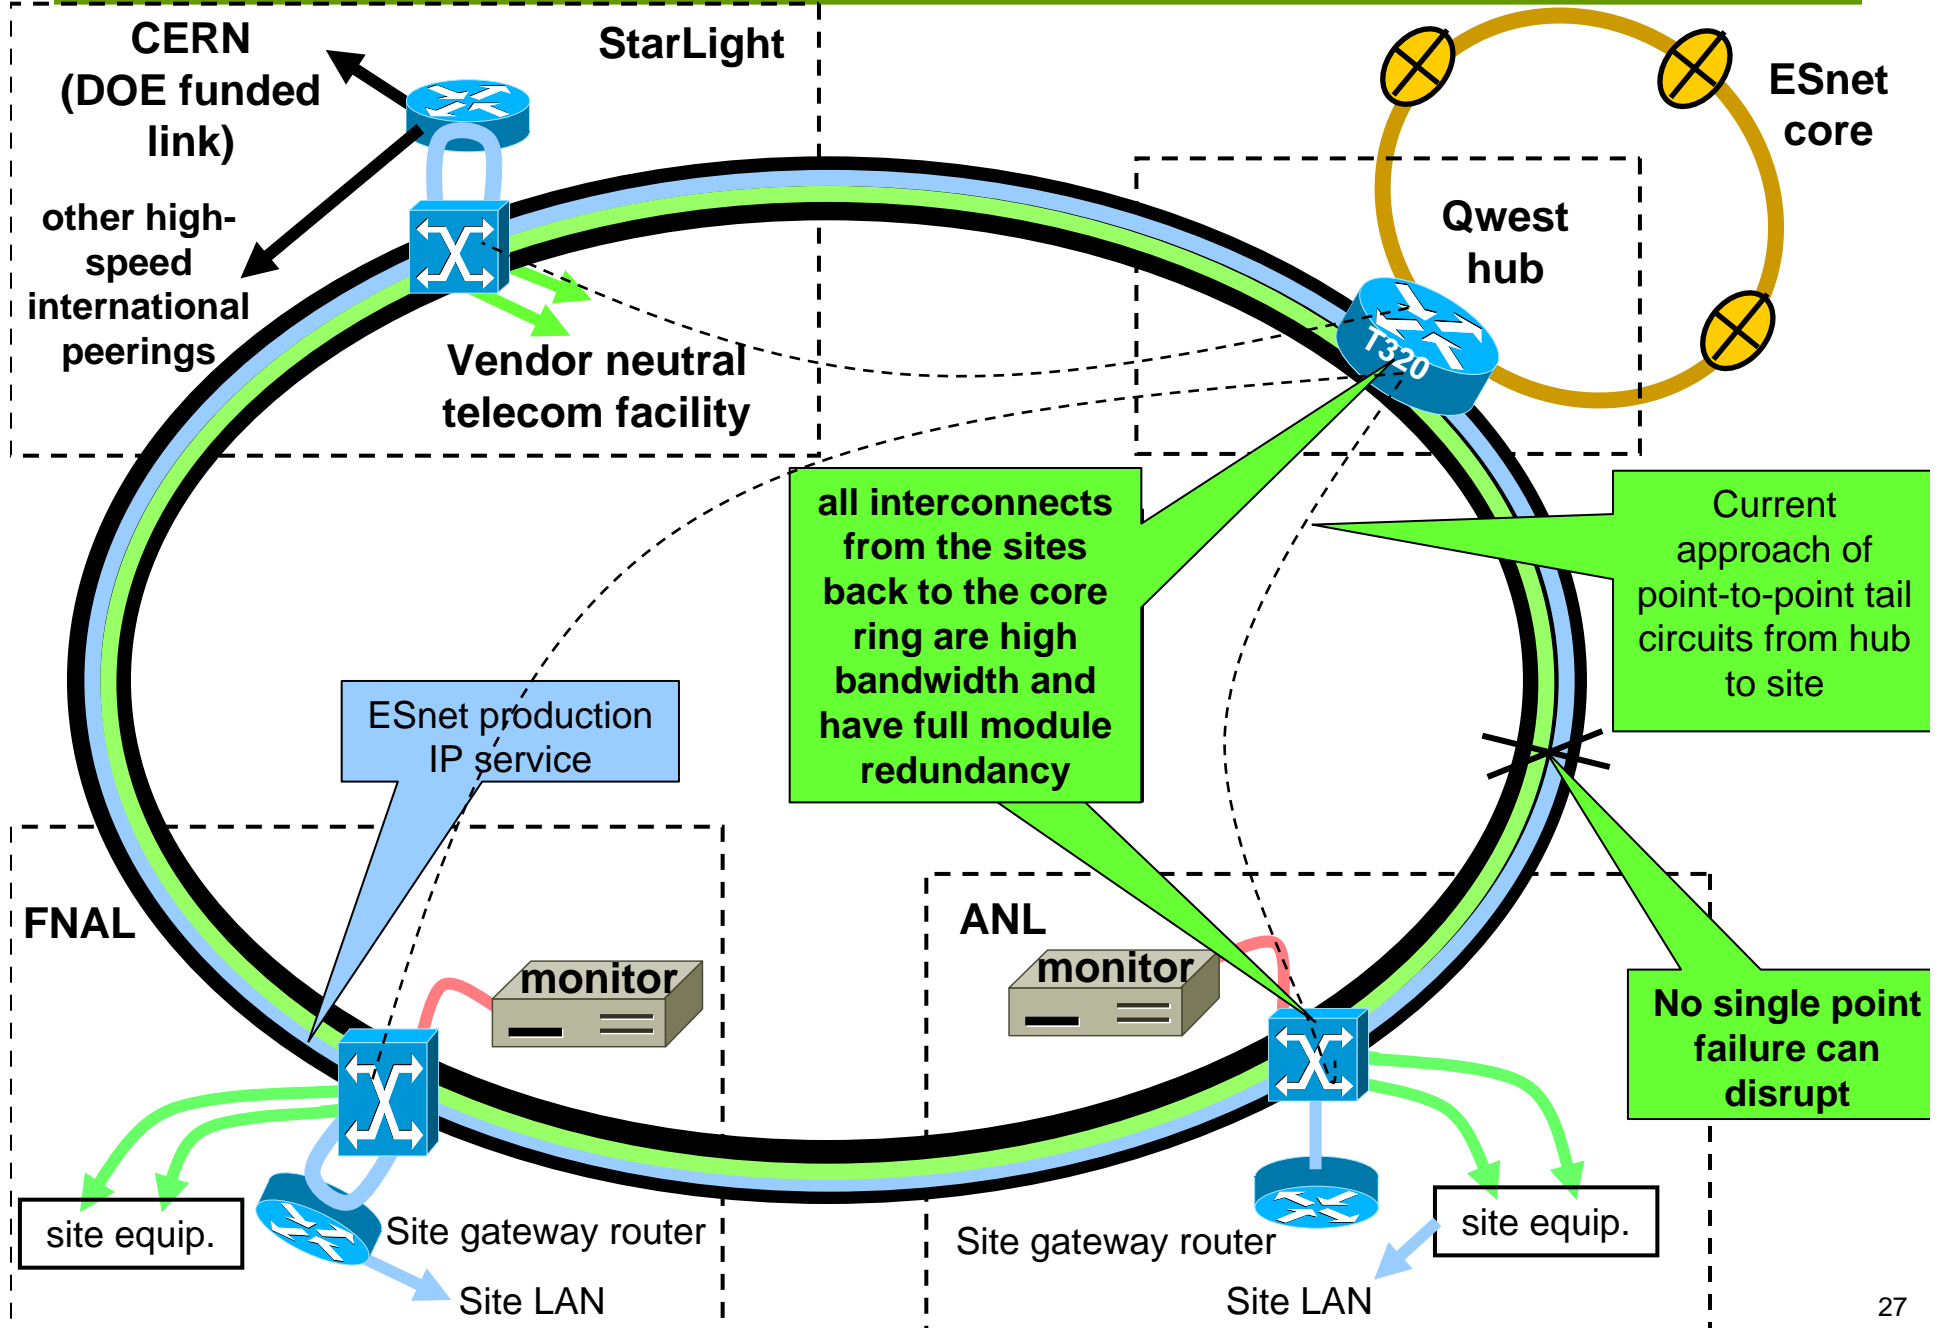 CERN
(DOE funded
link)
StarLight
ESnet
core
other high-
speed
international
peerings
Qwest
hub
T320
Vendor neutral
telecom facility
all interconnects
from the sites
back to the core
ring are high
bandwidth and
have full module
redundancy
Current
approach of
point-to-point tail
circuits from hub
to site
ESnet production
IP service
FNAL
monitor
ANL
monitor
No single point
failure can
disrupt
site equip.
Site gateway router
Site LAN
Site gateway router
site equip.
Site LAN
27